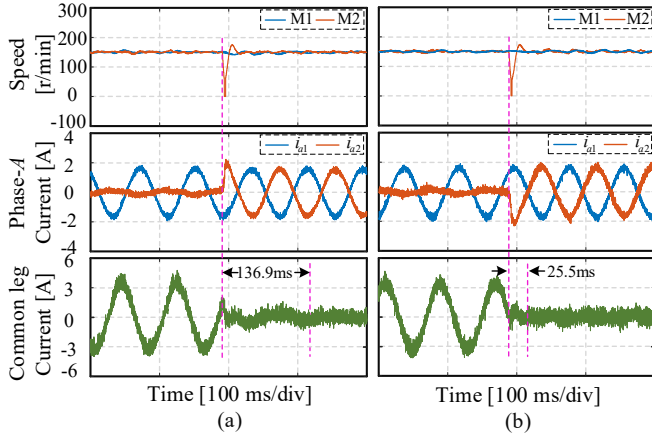 300
200
100
0
-100
Speed
[r/min]
M1 M2
M1 M2
4
2
0
-2
-4
Phase-A
Current [A]
ia1 ia2
ia1 ia2
6
3
0
-3
-6
Common leg
Current [A]
136.9ms
25.5ms
Time [100 ms/div]
Time [100 ms/div]
(a)
(b)